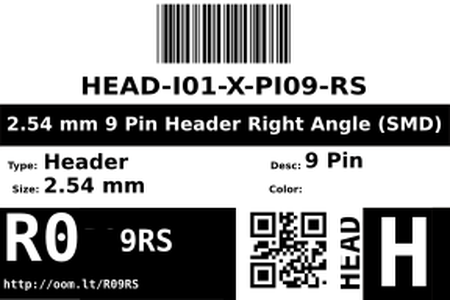 HEAD-I01-X-PI09-RS
2.54 mm 9 Pin Header Right Angle (SMD)
Type: Header
Desc: 9 Pin
Size: 2.54 mm
Color:
R0 9RS
HEAD
H
http://oom.lt/R09RS